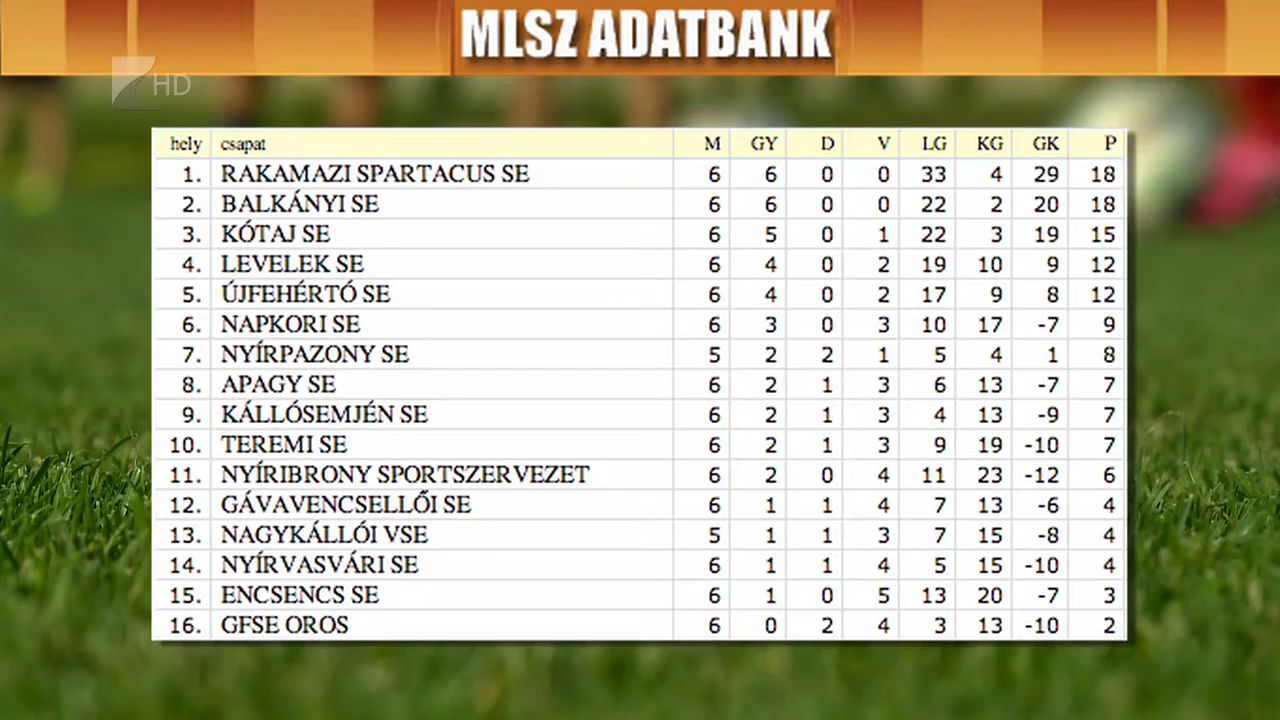 MLSZ ADATBANK
HD
hely csapat M GY D V LG KG GK P
1. RAKAMAZI SPARTACUS SE 6 6 0 0 33 4 29 18
2. BALKÁNYI SE 6 6 0 0 22 2 20 18
3. KÓTAJ SE 6 5 0 1 22 3 19 15
4. LEVELEK SE 6 4 0 2 19 10 9 12
5. ÚJFEHÉRTÓ SE 6 4 0 2 17 9 8 12
6. NAPKORI SE 6 3 0 3 10 17 -7 9
7. NYÍRPAZONY SE 5 2 2 1 5 4 1 8
8. APAGY SE 6 2 1 3 6 13 -7 7
9. KÁLLÓSEMJÉN SE 6 2 1 3 4 13 -9 7
10. TEREMI SE 6 2 1 3 9 19 -10 7
11. NYÍRIBRONY SPORTSZERVEZET 6 2 0 4 11 23 -12 6
12. GÁVAVENCSELLŐI SE 6 1 1 4 7 13 -6 4
13. NAGYKÁLLÓI VSE 5 1 1 3 7 15 -8 4
14. NYÍRVASVÁRI SE 6 1 1 4 5 15 -10 4
15. ENCSENCS SE 6 1 0 5 13 20 -7 3
16. GFSE OROS 6 0 2 4 3 13 -10 2